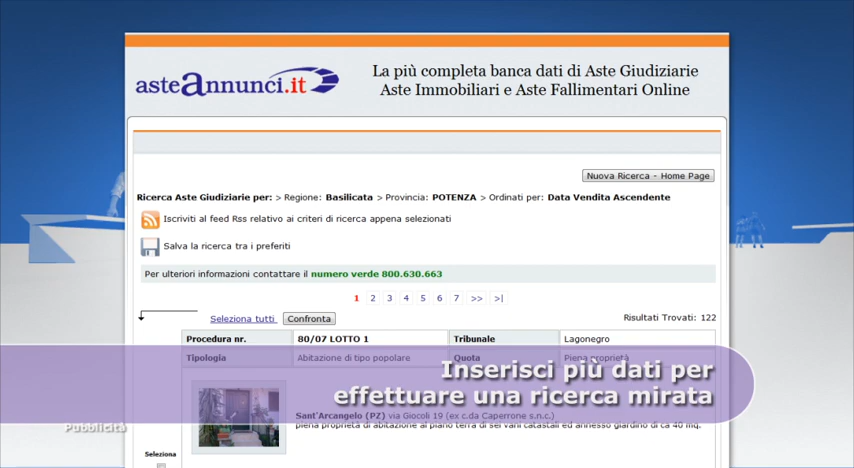 asteAnnunci.it
La più completa banca dati di Aste Giudiziarie
Aste Immobiliari e Aste Fallimentari Online
Nuova Ricerca - Home Page
Ricerca Aste Giudiziarie per: > Regione: Basilicata > Provincia: POTENZA > Ordinati per: Data Vendita Ascendente
Iscriviti al feed Rss relativo ai criteri di ricerca appena selezionati
Salva la ricerca tra i preferiti
Per ulteriori informazioni contattare il numero verde 800.630.663
1 2 3 4 5 6 7 >> >|
Seleziona tutti Confronta Risultati Trovati: 122
Procedura nr. 80/07 LOTTO 1 Tribunale Lagonegro
Tipologia Abitazione di tipo popolare Quota Piena proprietà
Inserisci più dati per
effettuare una ricerca mirata
Sant'Arcangelo (PZ) via Giocoli 19 (ex c.da Caperrone s.n.c.)
piena proprietà di abitazione al piano terra di sei vani catastali ed annesso giardino di ca 40 mq.
Pubblicità
Seleziona